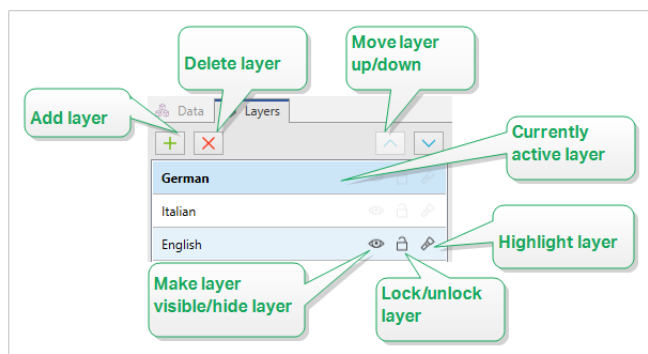 Move layer
up/down
Delete layer
Add layer
Data
Layers
Currently
active layer
German
Italian
English
Highlight layer
Make layer
visible/hide layer
Lock/unlock
layer